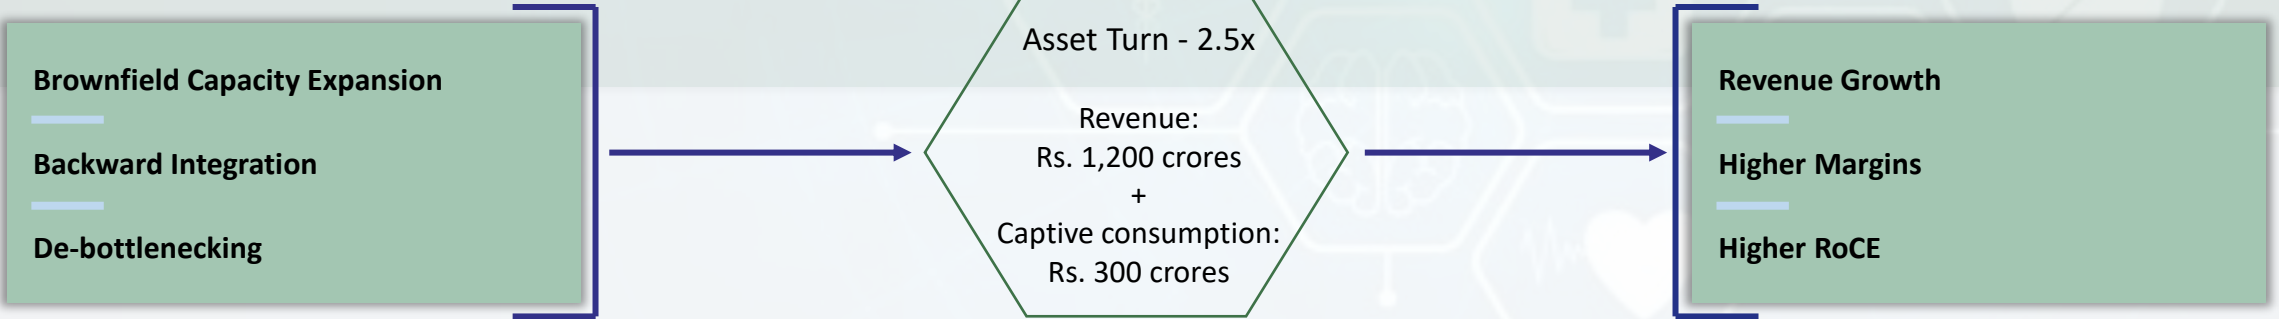 Brownfield Capacity Expansion
Backward Integration
De-bottlenecking
Asset Turn - 2.5x
Revenue:
Rs. 1,200 crores
+
Captive consumption:
Rs. 300 crores
Revenue Growth
Higher Margins
Higher RoCE